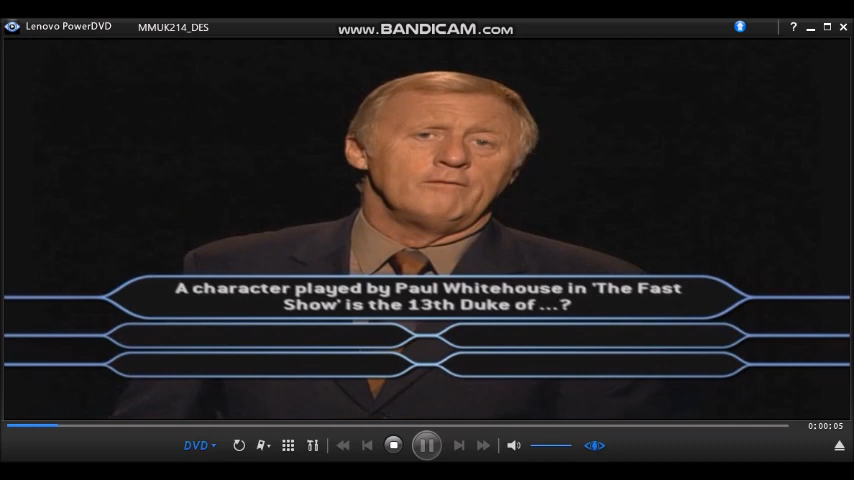 Lenovo PowerDVD
MMUK214_DES
www.BANDICAM.com
?
A character played by Paul Whitehouse in 'The Fast
Show' is the 13th Duke of ...?
0:00:05
DVD